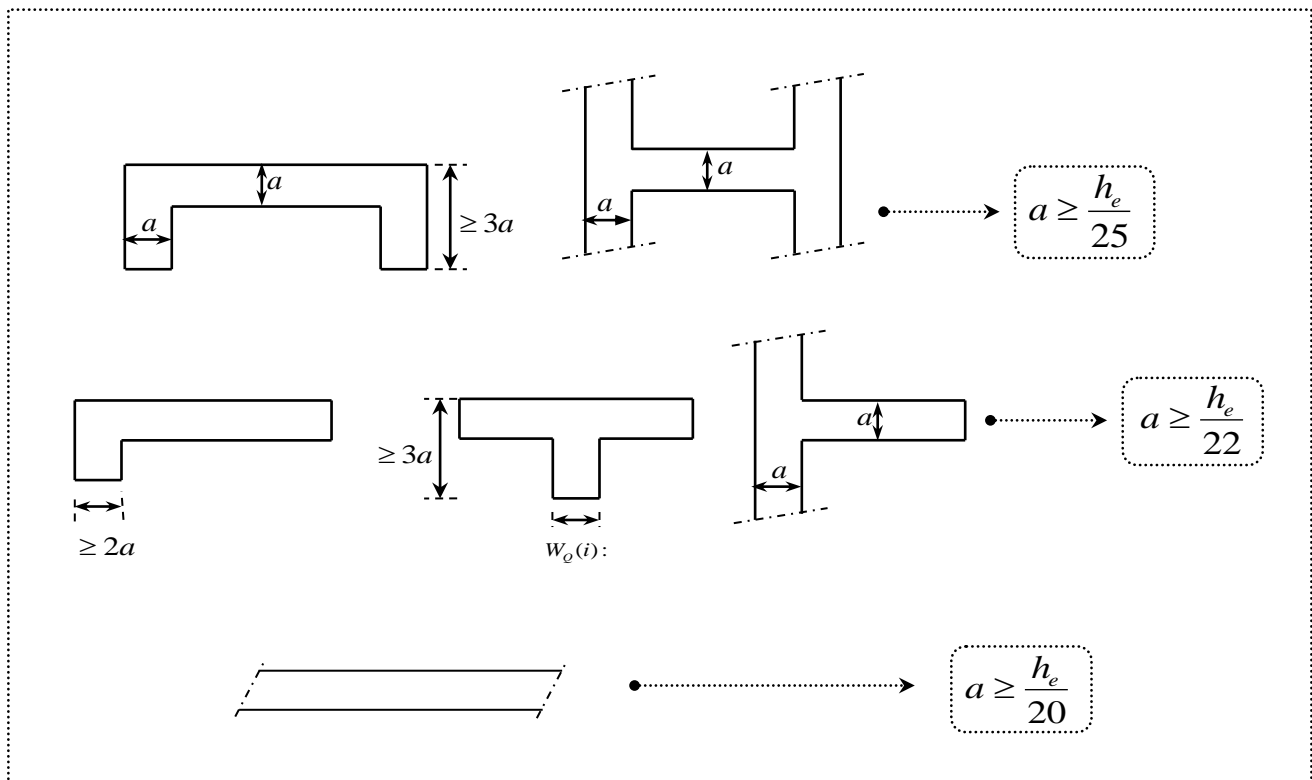 a
a
≥ 3a
a
a
a ≥ h_e/25
≥ 2a
≥ 3a
W_Q(i) :
a
a
a ≥ h_e/22
a ≥ h_e/20